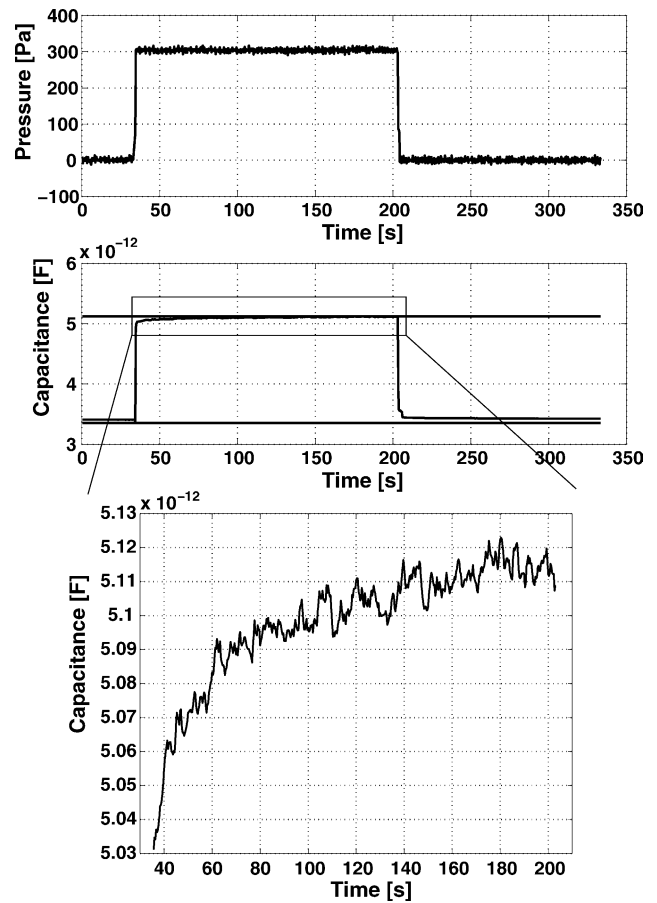 400
300
200
100
0
−100
Pressure [Pa]
0 50 100 150 200 250 300 350
Time [s]
x 10⁻¹²
6
5
4
3
Capacitance [F]
0 50 100 150 200 250 300 350
Time [s]
x 10⁻¹²
5.13
5.12
5.11
5.1
5.09
5.08
5.07
5.06
5.04
5.03
Capacitance [F]
40 60 80 100 120 140 160 180 200
Time [s]